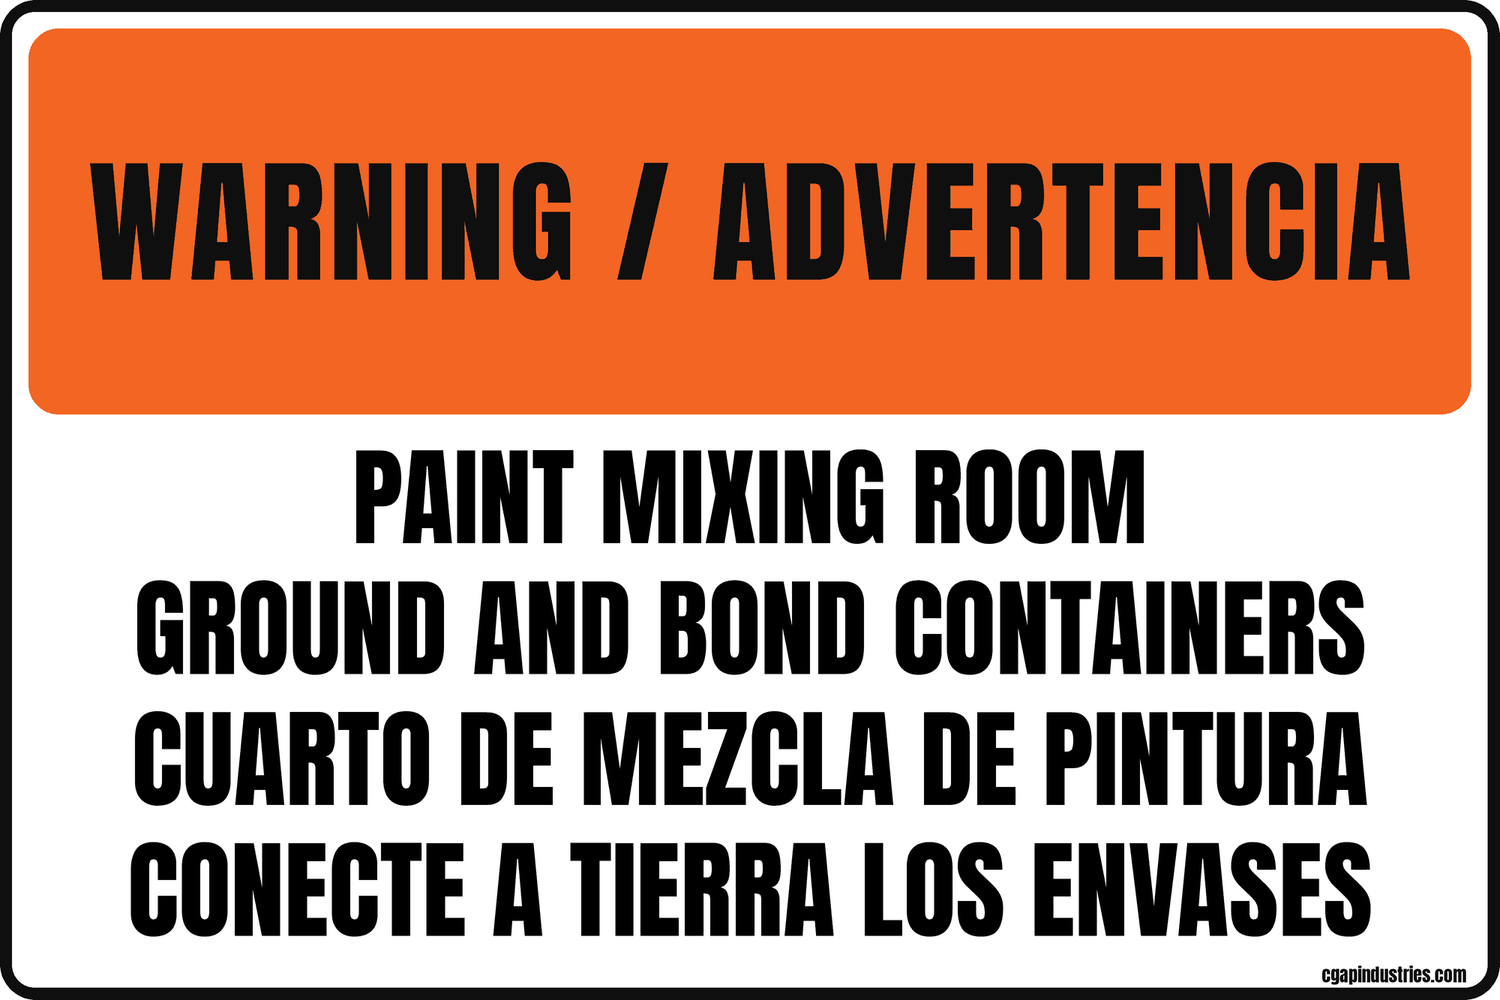 WARNING / ADVERTENCIA
PAINT MIXING ROOM
GROUND AND BOND CONTAINERS
CUARTO DE MEZCLA DE PINTURA
CONECTE A TIERRA LOS ENVASES
cgapindustries.com